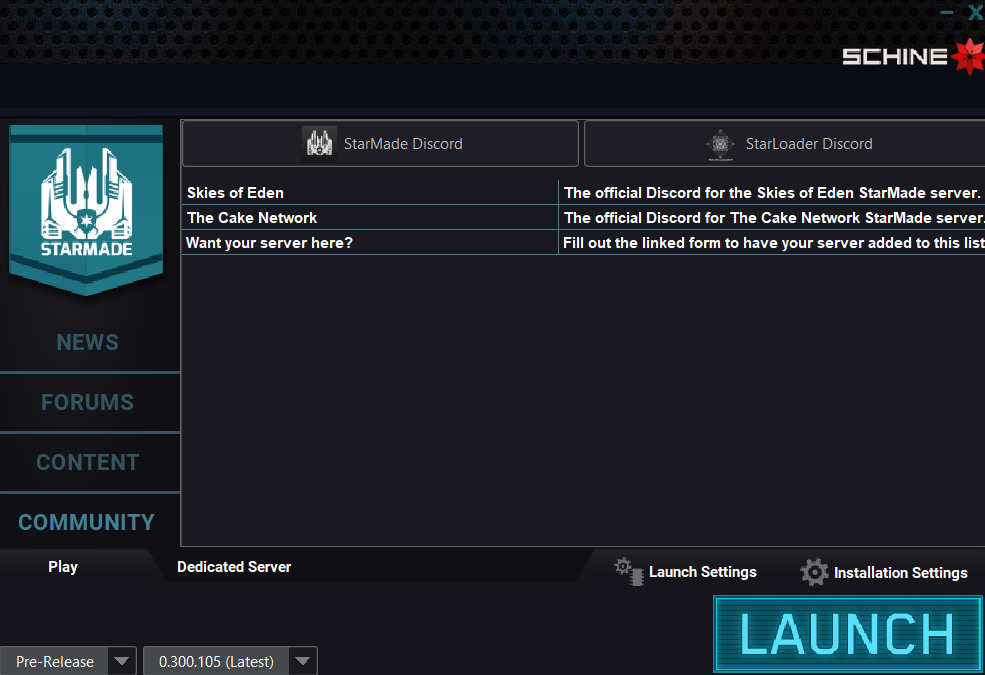 X
SCHINE
StarMade Discord
StarLoader Discord
Skies of Eden
The official Discord for the Skies of Eden StarMade server.
The Cake Network
The official Discord for The Cake Network StarMade server.
Want your server here?
Fill out the linked form to have your server added to this list
STARMADE
NEWS
FORUMS
CONTENT
COMMUNITY
Play
Dedicated Server
Launch Settings
Installation Settings
LAUNCH
Pre-Release
0.300.105 (Latest)